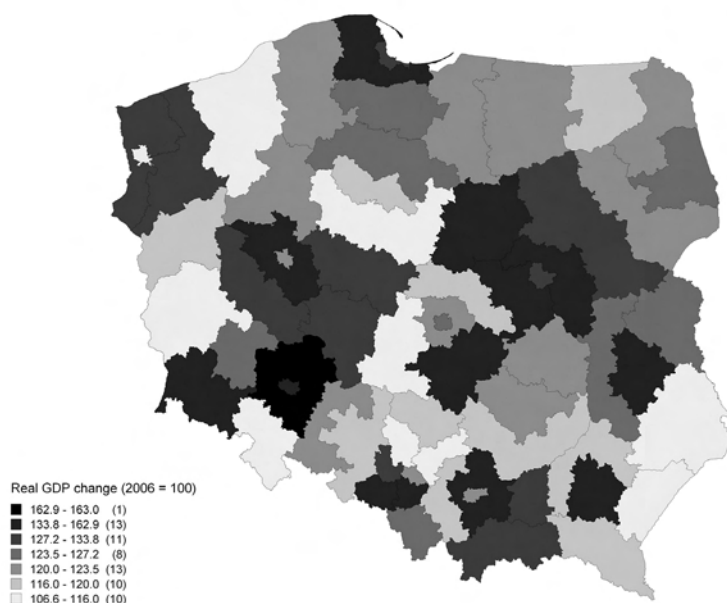 Real GDP change (2006 = 100)
162.9 - 163.0 (1)
133.8 - 162.9 (13)
127.2 - 133.8 (11)
123.5 - 127.2 (8)
120.0 - 123.5 (13)
116.0 - 120.0 (10)
106.6 - 116.0 (10)